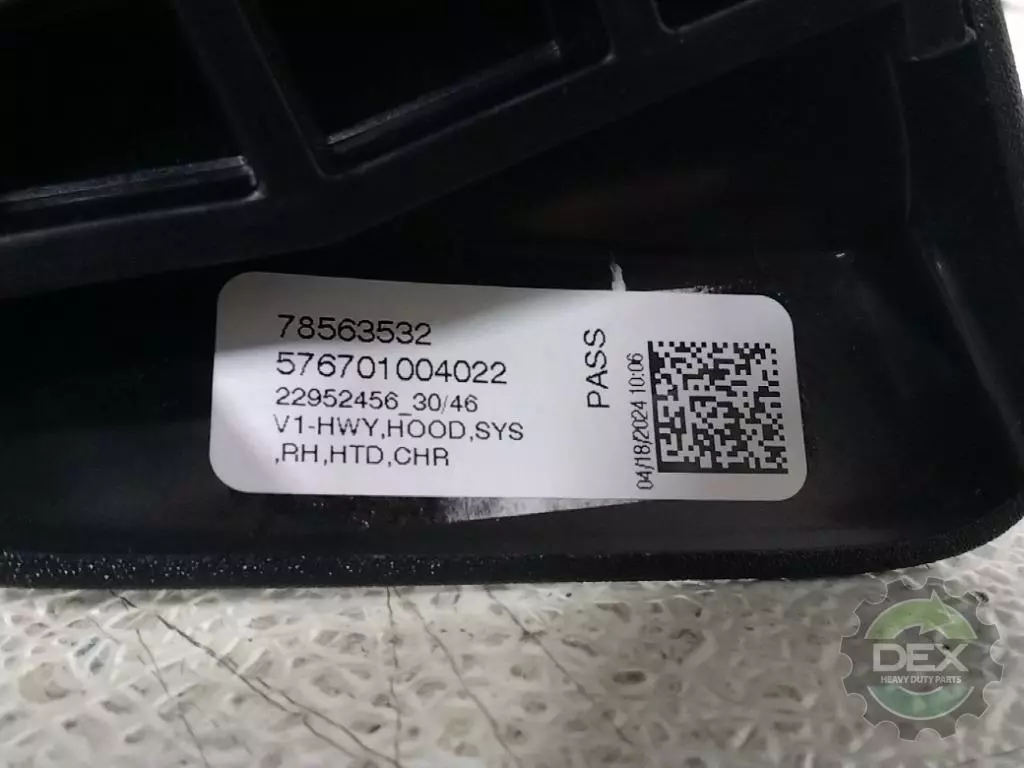 78563532
576701004022
22952456_30/46
V1-HWY,HOOD,SYS
,RH,HTD,CHR
PASS
04/18/2024 10:06
DEX
HEAVY DUTY PARTS